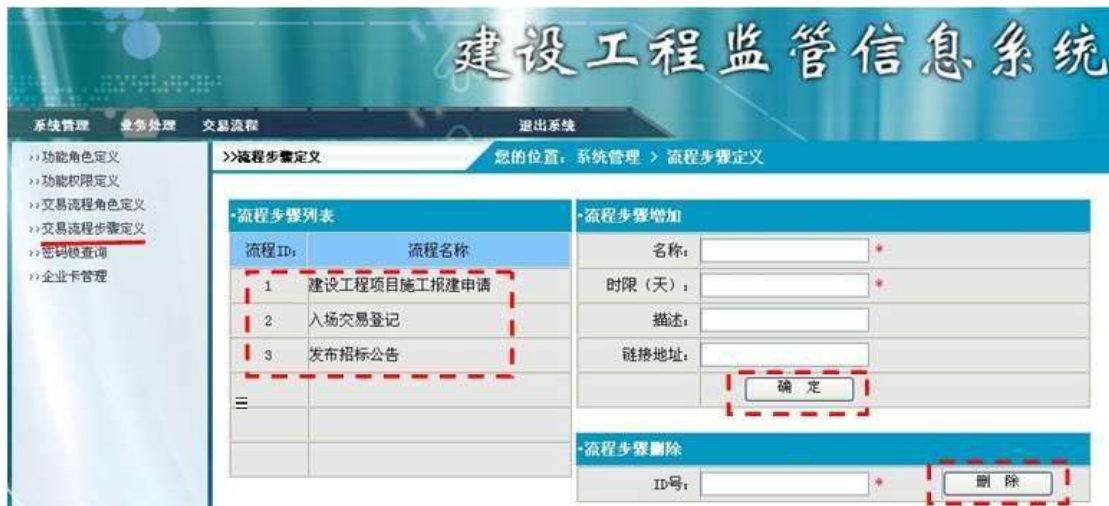 建设工程监管信息系统
系统管理 业务处理 交易流程 退出系统
>>功能角色定义
>>功能权限定义
>>交易流程角色定义
>>交易流程步骤定义
>>密码锁查询
>>企业卡管理
>>流程步骤定义 您的位置：系统管理 > 流程步骤定义
·流程步骤列表
流程ID： 流程名称
1 建设工程项目施工报建申请
2 入场交易登记
3 发布招标公告
·流程步骤增加
名称： *
时限（天）： *
描述：
链接地址：
确 定
·流程步骤删除
ID号： * 删 除